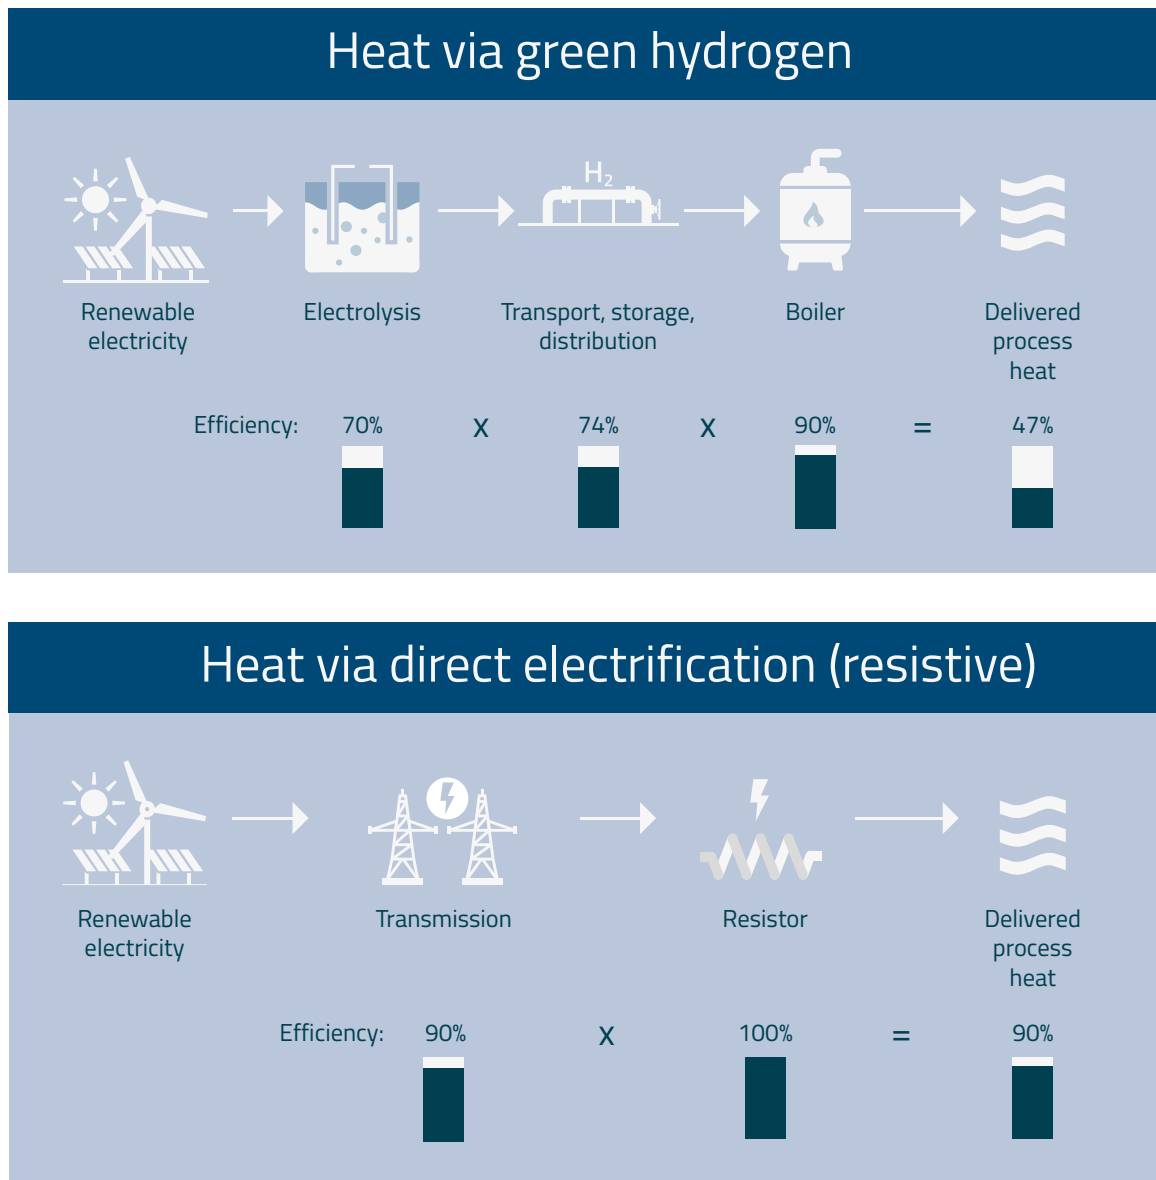 Heat via green hydrogen
H₂
Renewable
electricity
Electrolysis
Transport, storage,
distribution
Boiler
Delivered
process
heat
Efficiency: 70% x 74% x 90% = 47%
Heat via direct electrification (resistive)
Renewable
electricity
Transmission
Resistor
Delivered
process
heat
Efficiency: 90% x 100% = 90%